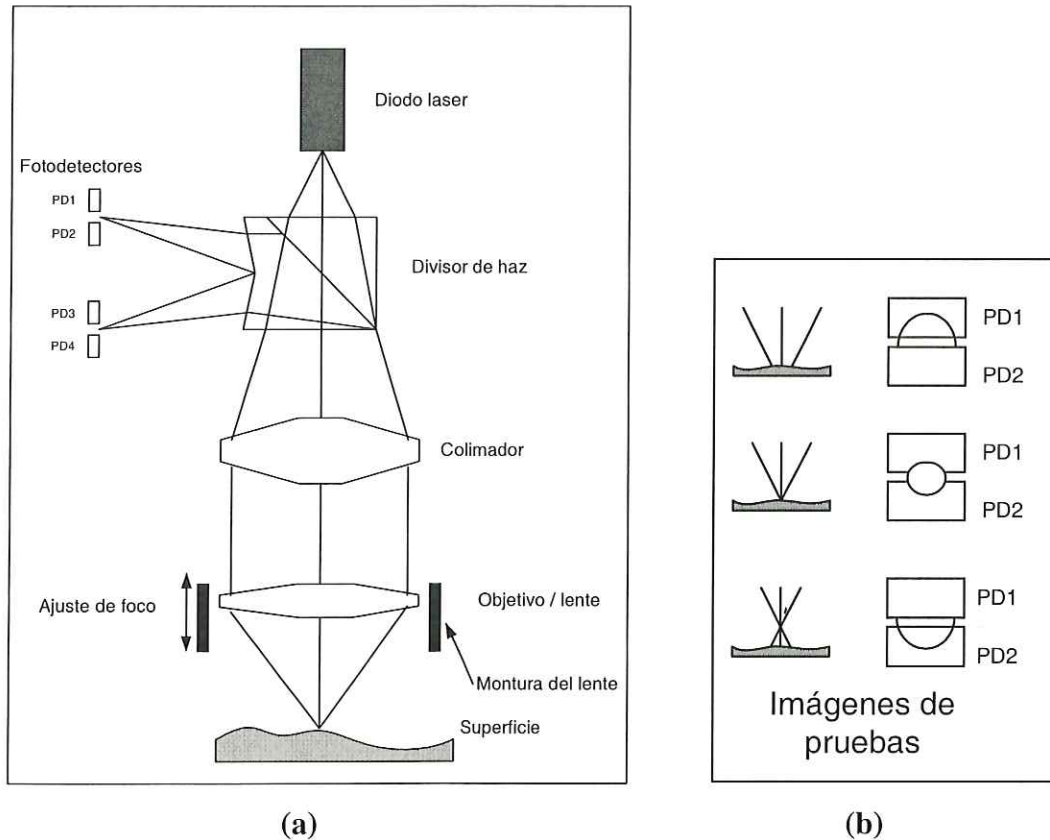 Diodo laser
Fotodetectores
PD1
PD2
PD3
PD4
Divisor de haz
Colimador
Ajuste de foco
Objetivo / lente
Montura del lente
Superficie
(a)
PD1
PD2
PD1
PD2
PD1
PD2
Imágenes de
pruebas
(b)